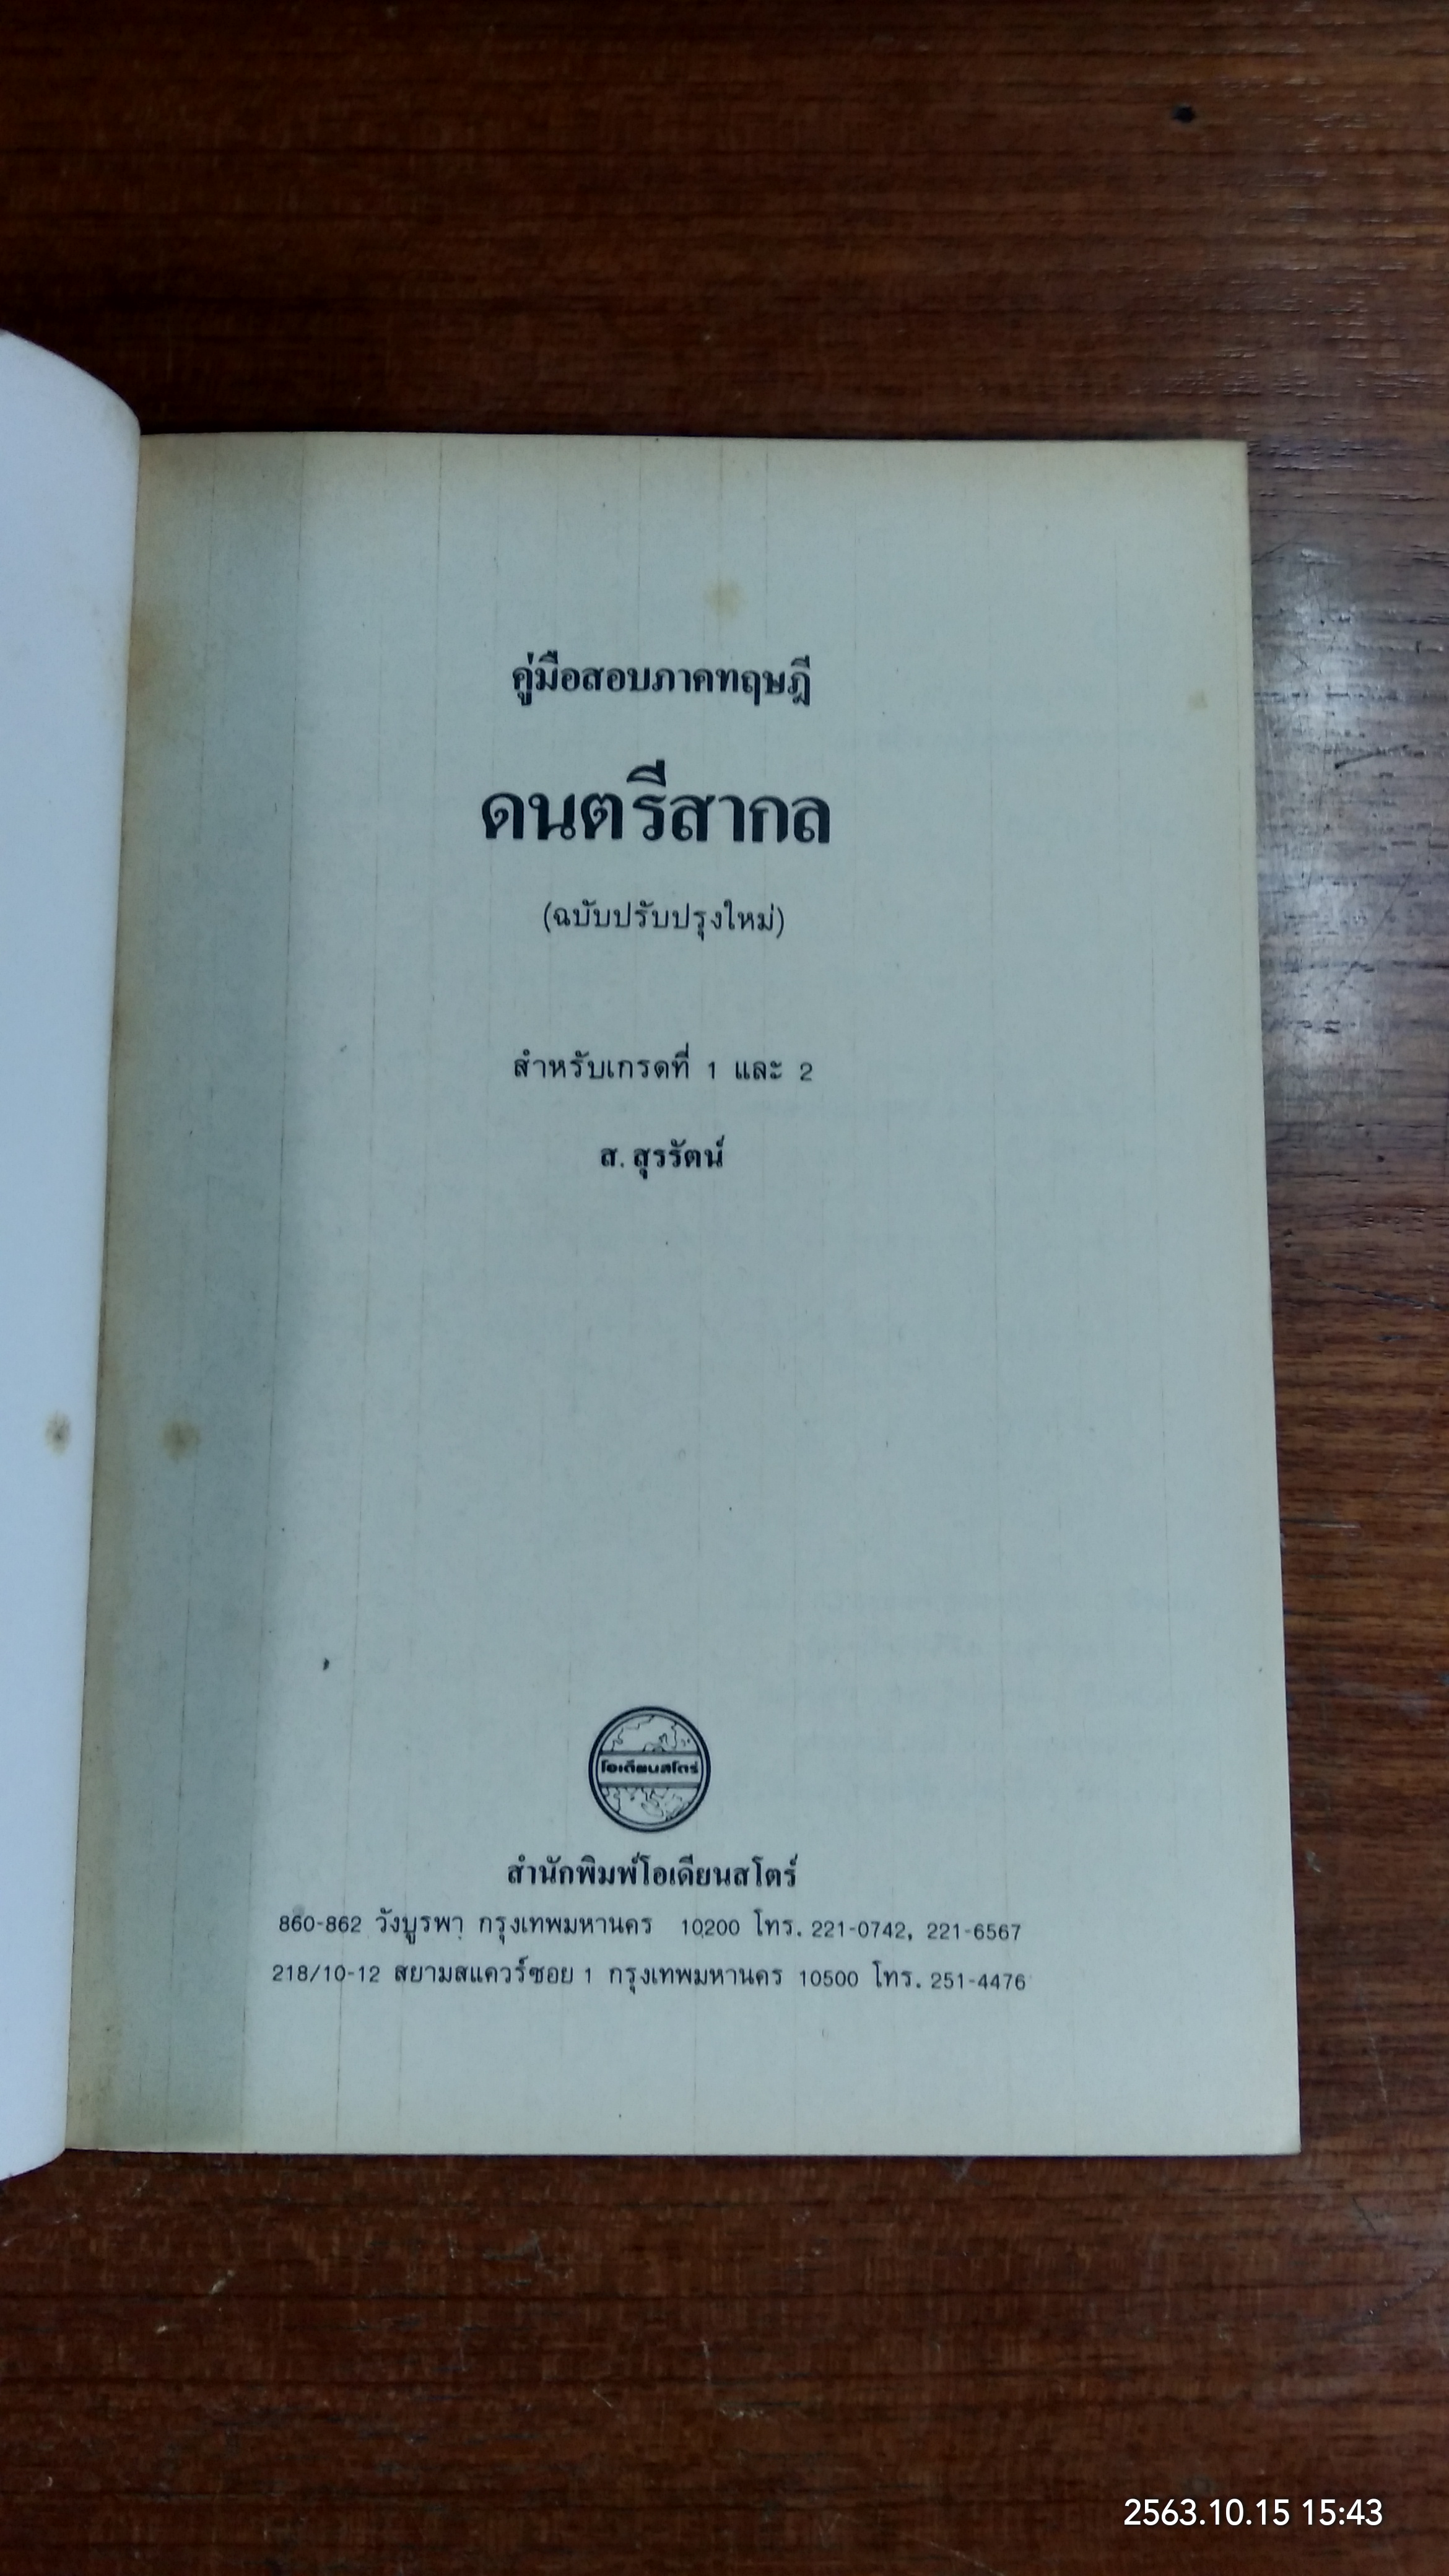 คู่มือสอบภาคทฤษฎี
ดนตรีสากล
(ฉบับปรับปรุงใหม่)
สำหรับเกรดที่ 1 และ 2
ส. สุรรัตน์
โอเดียนสโตร์
สำนักพิมพ์โอเดียนสโตร์
860-862 วังบูรพา กรุงเทพมหานคร 10200 โทร. 221-0742, 221-6567
218/10-12 สยามสแควร์ซอย 1 กรุงเทพมหานคร 10500 โทร. 251-4476
2563.10.15 15:43